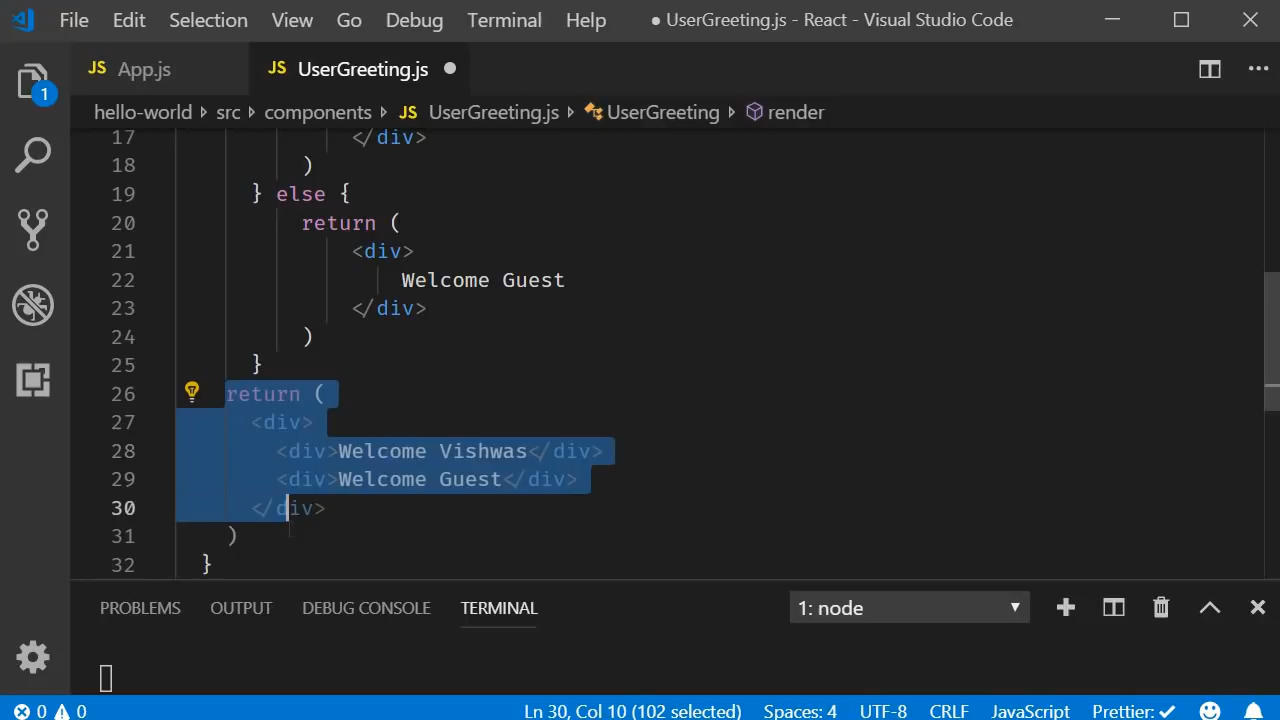 File Edit Selection View Go Debug Terminal Help ● UserGreeting.js - React - Visual Studio Code
JS App.js JS UserGreeting.js
1
hello-world src components JS UserGreeting.js UserGreeting render
17 </div>
18 )
19 } else {
20 return (
21 <div>
22 Welcome Guest
23 </div>
24 )
25 }
26 return (
27 <div>
28 <div>Welcome Vishwas</div>
29 <div>Welcome Guest</div>
30 </div>
31 )
32 }
PROBLEMS OUTPUT DEBUG CONSOLE TERMINAL 1: node
0 0 Ln 30, Col 10 (102 selected) Spaces: 4 UTF-8 CRLF JavaScript Prettier: ✓